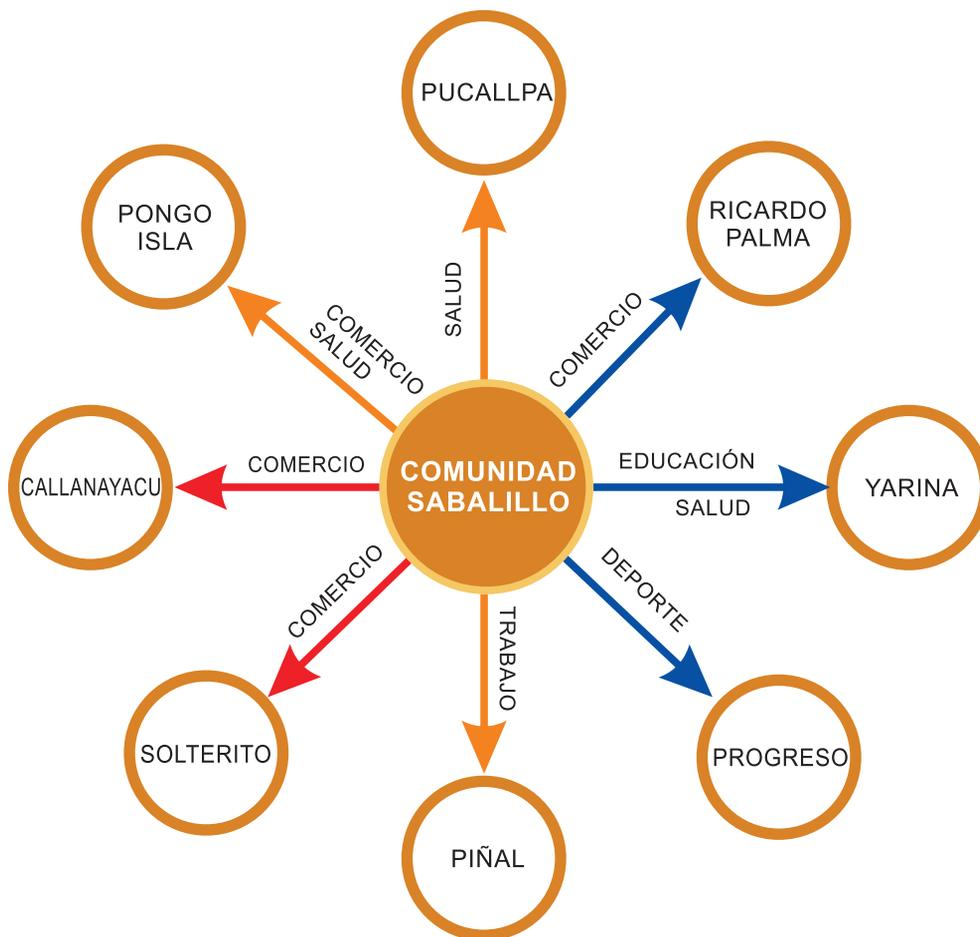 PUCALLPA
PONGO
ISLA
RICARDO
PALMA
SALUD
COMERCIO
SALUD
COMERCIO
CALLANAYACU
COMERCIO
COMUNIDAD
SABALILLO
EDUCACIÓN
SALUD
YARINA
COMERCIO
DEPORTE
TRABAJO
SOLTERITO
PROGRESO
PIÑAL